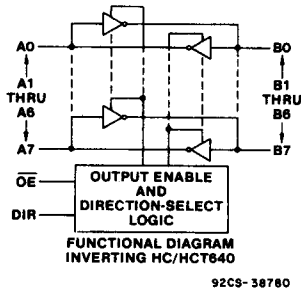 A0
B0
A1
THRU
A6
B1
THRU
B6
A7
B7
OE
DIR
OUTPUT ENABLE
AND
DIRECTION-SELECT
LOGIC
FUNCTIONAL DIAGRAM
INVERTING HC/HCT640
92CS-38780